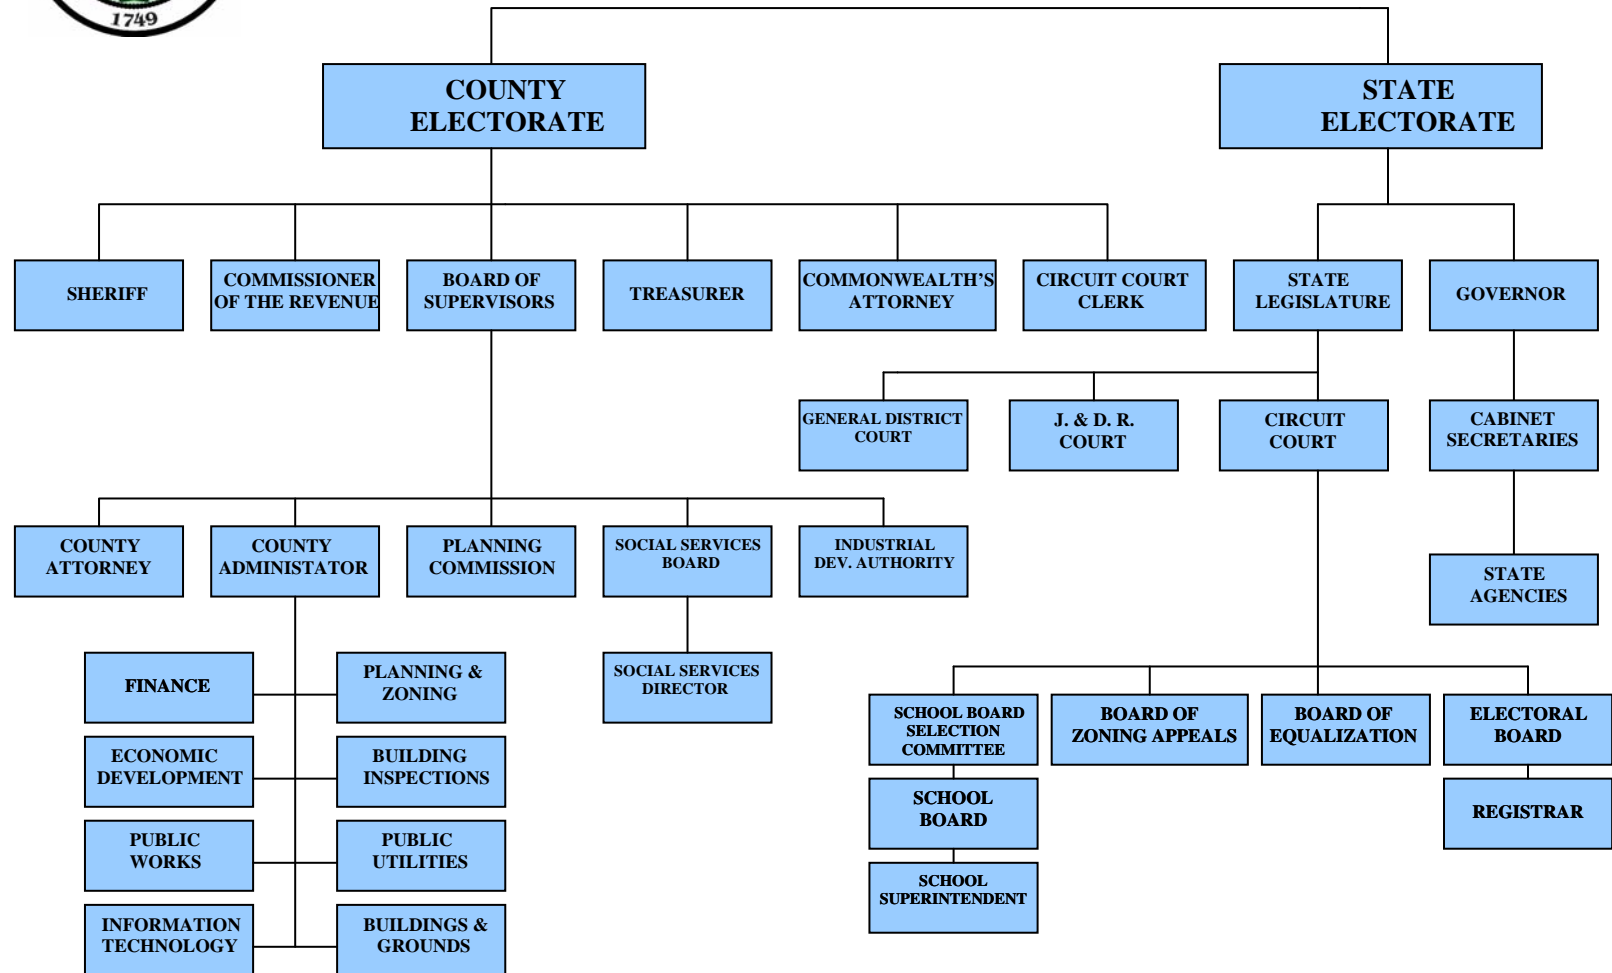 1749
COUNTY
ELECTORATE
STATE
ELECTORATE
SHERIFF
COMMISSIONER
OF THE REVENUE
BOARD OF
SUPERVISORS
TREASURER
COMMONWEALTH'S
ATTORNEY
CIRCUIT COURT
CLERK
STATE
LEGISLATURE
GOVERNOR
GENERAL DISTRICT
COURT
J. & D. R.
COURT
CIRCUIT
COURT
CABINET
SECRETARIES
COUNTY
ATTORNEY
COUNTY
ADMINISTATOR
PLANNING
COMMISSION
SOCIAL SERVICES
BOARD
INDUSTRIAL
DEV. AUTHORITY
STATE
AGENCIES
FINANCE
PLANNING &
ZONING
SOCIAL SERVICES
DIRECTOR
SCHOOL BOARD
SELECTION
COMMITTEE
BOARD OF
ZONING APPEALS
BOARD OF
EQUALIZATION
ELECTORAL
BOARD
ECONOMIC
DEVELOPMENT
BUILDING
INSPECTIONS
SCHOOL
BOARD
REGISTRAR
PUBLIC
WORKS
PUBLIC
UTILITIES
SCHOOL
SUPERINTENDENT
INFORMATION
TECHNOLOGY
BUILDINGS &
GROUNDS